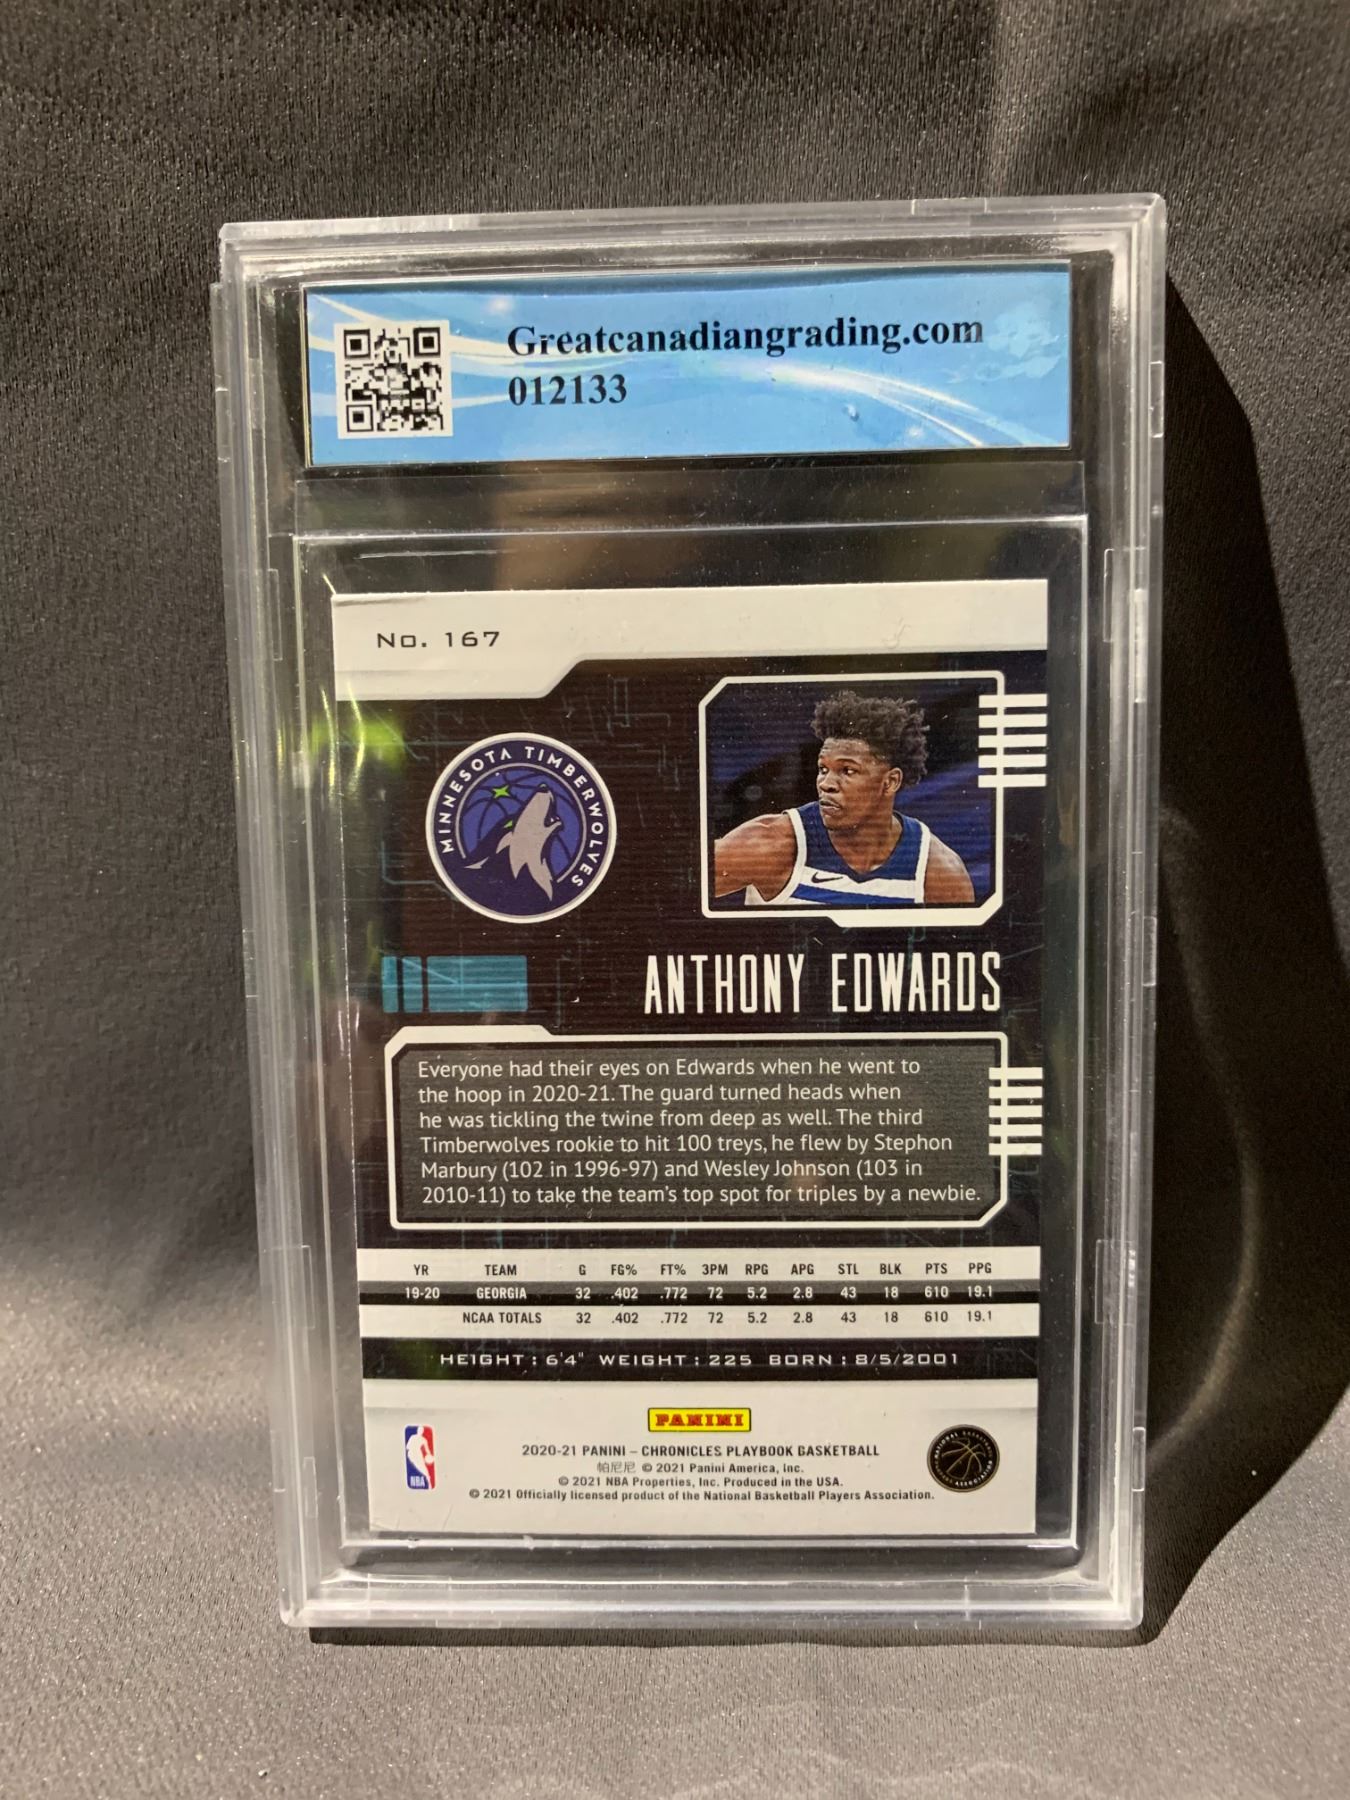 Greatcanadiangrading.com
012133
No. 167
MINNESOTA TIMBERWOLVES
ANTHONY EDWARDS
Everyone had their eyes on Edwards when he went to
the hoop in 2020-21. The guard turned heads when
he was tickling the twine from deep as well. The third
Timberwolves rookie to hit 100 treys, he flew by Stephon
Marbury (102 in 1996-97) and Wesley Johnson (103 in
2010-11) to take the team's top spot for triples by a newbie.
YR TEAM G FG% FT% 3PM RPG APG STL BLK PTS PPG
19-20 GEORGIA 32 .402 .772 72 5.2 2.8 43 18 610 19.1
NCAA TOTALS 32 .402 .772 72 5.2 2.8 43 18 610 19.1
HEIGHT : 6'4" WEIGHT : 225 BORN : 8/5/2001
PANINI
2020-21 PANINI – CHRONICLES PLAYBOOK BASKETBALL
帕尼尼 © 2021 Panini America, Inc.
© 2021 NBA Properties, Inc. Produced in the USA.
© 2021 Officially licensed product of the National Basketball Players Association.
NBA
NATIONAL BASKETBALL PLAYERS ASSOCIATION